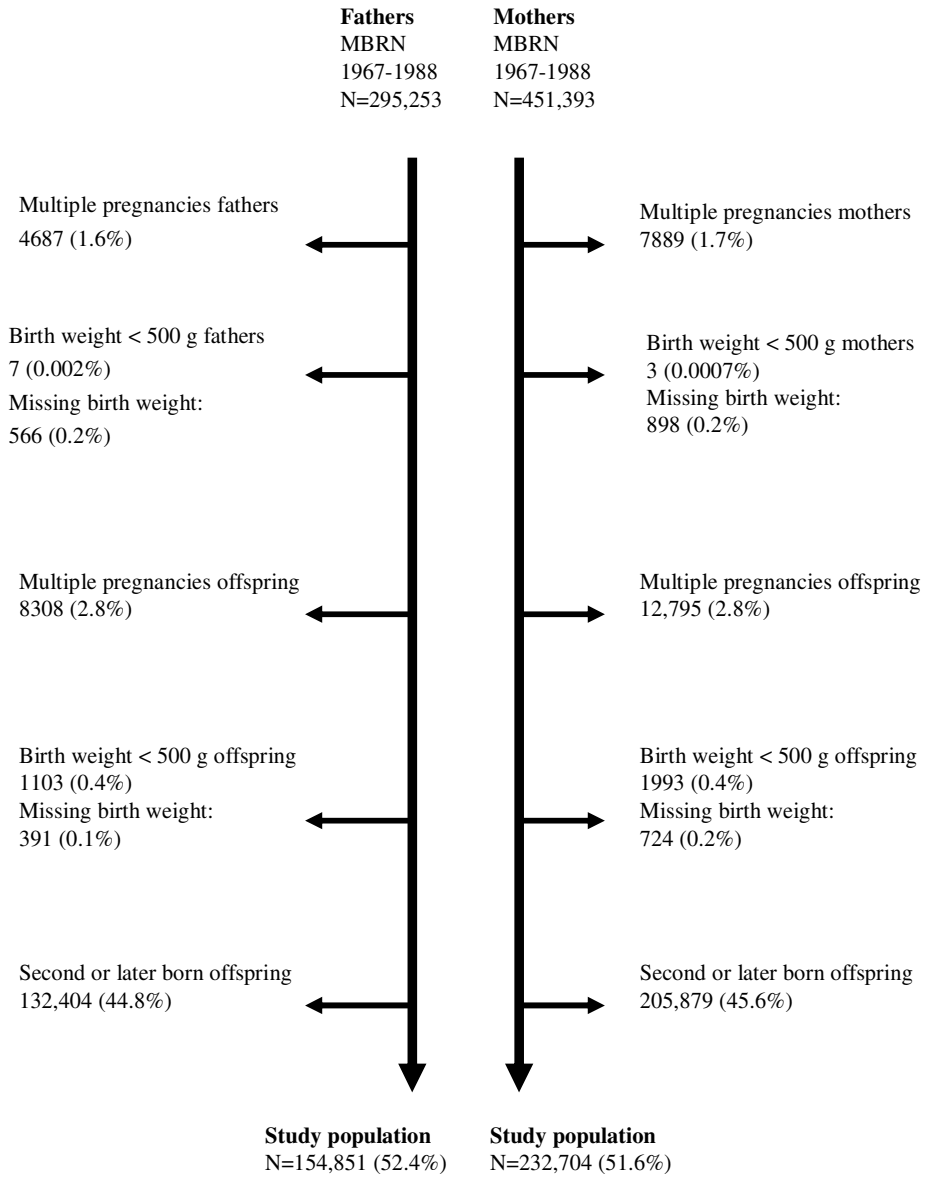 Fathers
MBRN
1967-1988
N=295,253
Mothers
MBRN
1967-1988
N=451,393
Multiple pregnancies fathers
4687 (1.6%)
Multiple pregnancies mothers
7889 (1.7%)
Birth weight < 500 g fathers
7 (0.002%)
Missing birth weight:
566 (0.2%)
Birth weight < 500 g mothers
3 (0.0007%)
Missing birth weight:
898 (0.2%)
Multiple pregnancies offspring
8308 (2.8%)
Multiple pregnancies offspring
12,795 (2.8%)
Birth weight < 500 g offspring
1103 (0.4%)
Missing birth weight:
391 (0.1%)
Birth weight < 500 g offspring
1993 (0.4%)
Missing birth weight:
724 (0.2%)
Second or later born offspring
132,404 (44.8%)
Second or later born offspring
205,879 (45.6%)
Study population
N=154,851 (52.4%)
Study population
N=232,704 (51.6%)